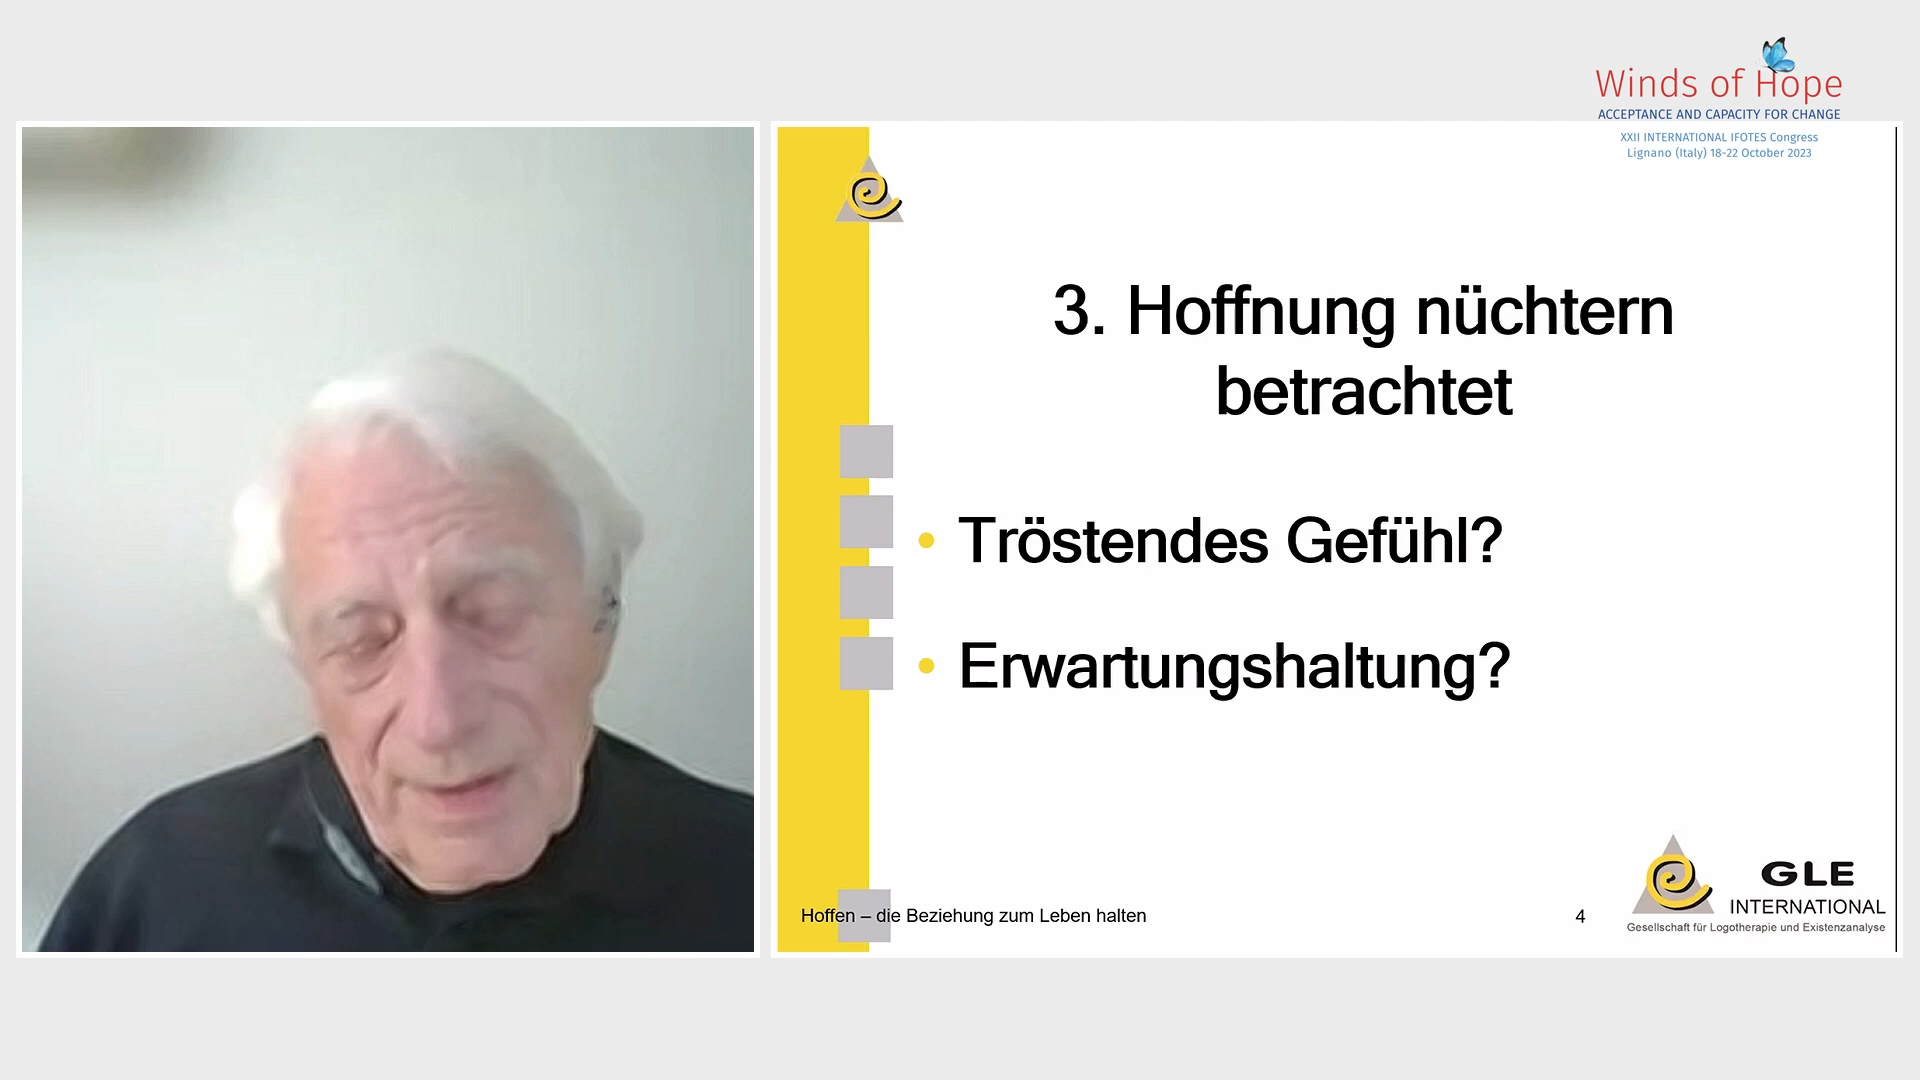 Winds of Hope
ACCEPTANCE AND CAPACITY FOR CHANGE
XXII INTERNATIONAL IFOTES Congress
Lignano (Italy) 18-22 October 2023
3. Hoffnung nüchtern
betrachtet
• Tröstendes Gefühl?
• Erwartungshaltung?
Hoffen – die Beziehung zum Leben halten
4
GLE
INTERNATIONAL
Gesellschaft für Logotherapie und Existenzanalyse